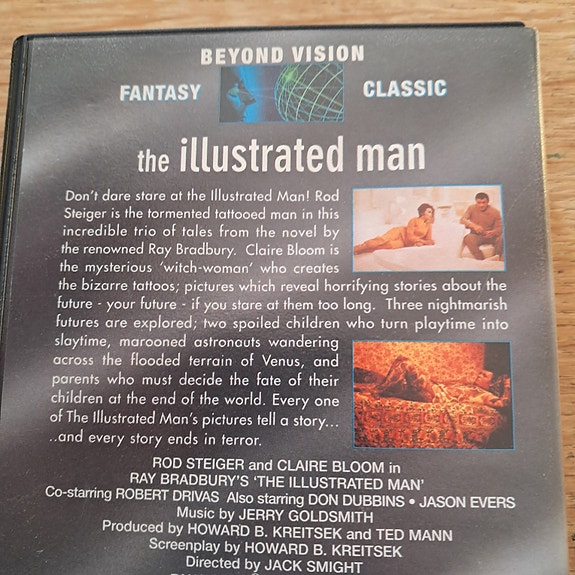 BEYOND VISION
FANTASY CLASSIC
the illustrated man
Don't dare stare at the Illustrated Man! Rod
Steiger is the tormented tattooed man in this
incredible trio of tales from the novel by
the renowned Ray Bradbury. Claire Bloom is
the mysterious 'witch-woman' who creates
the bizarre tattoos; pictures which reveal horrifying stories about the
future - your future - if you stare at them too long. Three nightmarish
futures are explored; two spoiled children who turn playtime into
slaytime, marooned astronauts wandering
across the flooded terrain of Venus, and
parents who must decide the fate of their
children at the end of the world. Every one
of The Illustrated Man's pictures tell a story...
..and every story ends in terror.
ROD STEIGER and CLAIRE BLOOM in
RAY BRADBURY'S 'THE ILLUSTRATED MAN'
Co-starring ROBERT DRIVAS Also starring DON DUBBINS • JASON EVERS
Music by JERRY GOLDSMITH
Produced by HOWARD B. KREITSEK and TED MANN
Screenplay by HOWARD B. KREITSEK
Directed by JACK SMIGHT